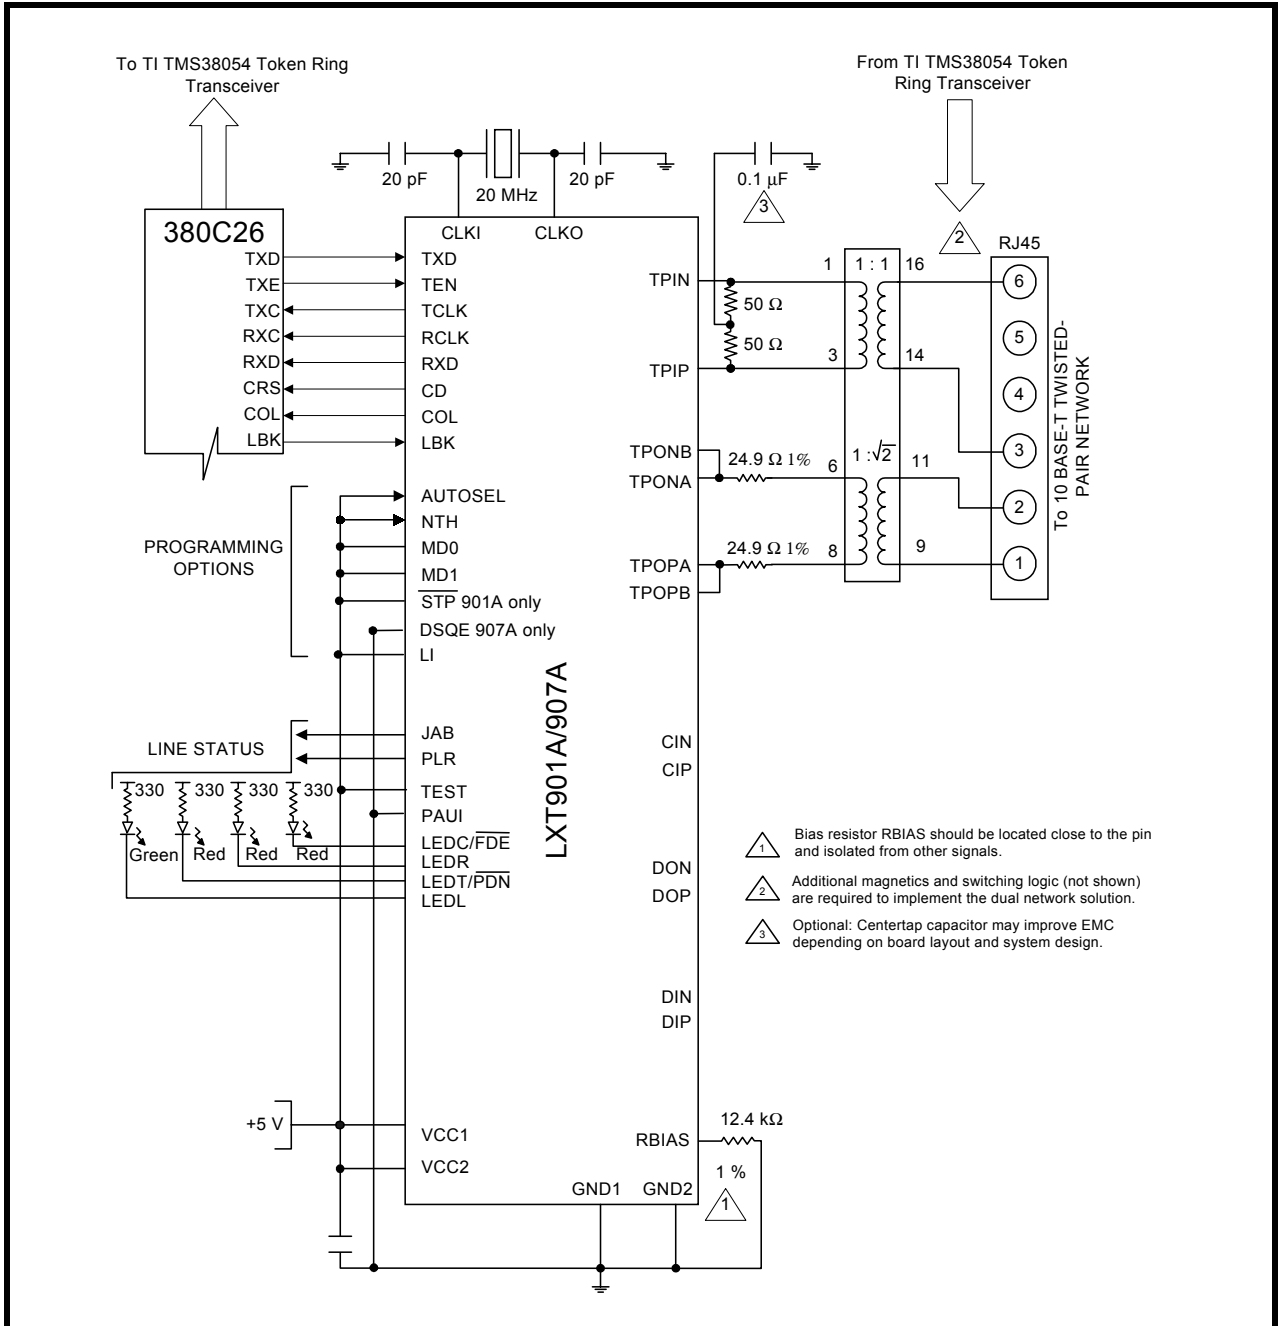 To TI TMS38054 Token Ring
Transceiver
From TI TMS38054 Token
Ring Transceiver
20 pF
20 MHz
20 pF
0.1 µF
3
2
RJ45
380C26
TXD
TXE
TXC
RXC
RXD
CRS
COL
LBK
CLKI
CLKO
TXD
TEN
TCLK
RCLK
RXD
CD
COL
LBK
TPIN
TPIP
50 Ω
50 Ω
1
1 : 1
16
3
14
TPONB
TPONA
24.9 Ω 1%
6
1 :√2
11
TPOPA
TPOPB
24.9 Ω 1%
8
9
6
5
4
3
2
1
To 10 BASE-T TWISTED-
PAIR NETWORK
PROGRAMMING
OPTIONS
AUTOSEL
NTH
MD0
MD1
S̅T̅P̅ 901A only
DSQE 907A only
LI
LXT901A/907A
LINE STATUS
JAB
PLR
330
330
330
330
Green
Red
Red
Red
TEST
PAUI
LEDC/F̅D̅E̅
LEDR
LEDT/P̅D̅N̅
LEDL
CIN
CIP
DON
DOP
DIN
DIP
1
Bias resistor RBIAS should be located close to the pin
and isolated from other signals.
2
Additional magnetics and switching logic (not shown)
are required to implement the dual network solution.
3
Optional: Centertap capacitor may improve EMC
depending on board layout and system design.
+5 V
VCC1
VCC2
RBIAS
12.4 kΩ
1 %
1
GND1
GND2